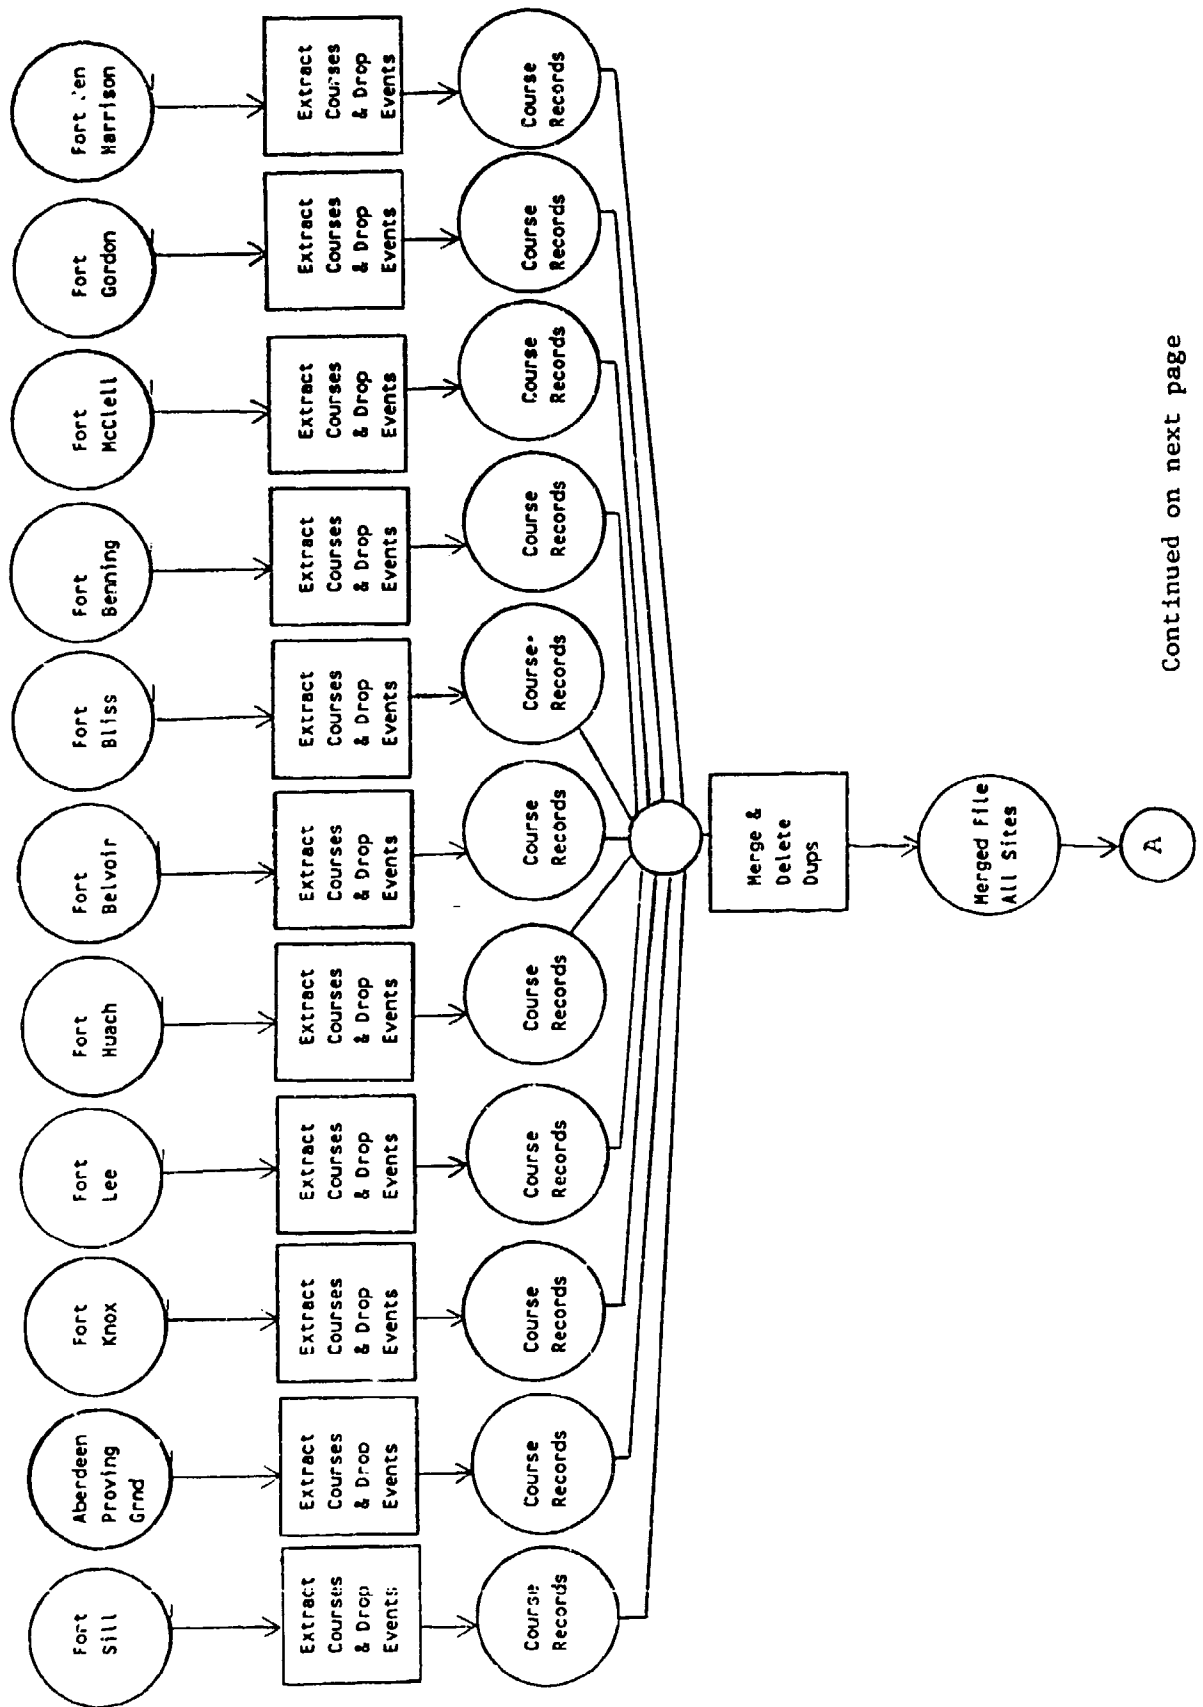 Fort
Sill
Aberdeen
Proving
Grnd
Fort
Knox
Fort
Lee
Fort
Huach
Fort
Belvoir
Fort
Bliss
Fort
Benning
Fort
McClell
Fort
Gordon
Fort
Harrison
Extract
Courses
& Drop
Events
Extract
Courses
& Drop
Events
Extract
Courses
& Drop
Events
Extract
Courses
& Drop
Events
Extract
Courses
& Drop
Events
Extract
Courses
& Drop
Events
Extract
Courses
& Drop
Events
Extract
Courses
& Drop
Events
Extract
Courses
& Drop
Events
Extract
Courses
& Drop
Events
Extract
Courses
& Drop
Events
Course
Records
Course
Records
Course
Records
Course
Records
Course
Records
Course
Records
Course
Records
Course
Records
Course
Records
Course
Records
Course
Records
Merge &
Delete
Dups
Merged File
All Sites
A
Continued on next page